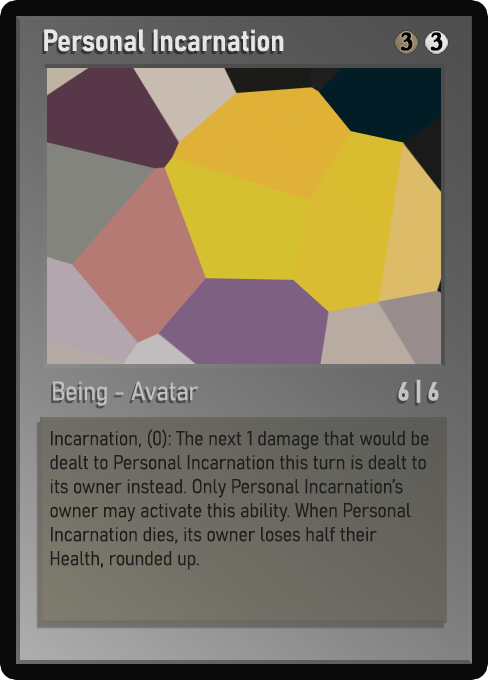 Personal Incarnation 3 3
Being - Avatar 6|6
Incarnation, (0): The next 1 damage that would be
dealt to Personal Incarnation this turn is dealt to
its owner instead. Only Personal Incarnation's
owner may activate this ability. When Personal
Incarnation dies, its owner loses half their
Health, rounded up.